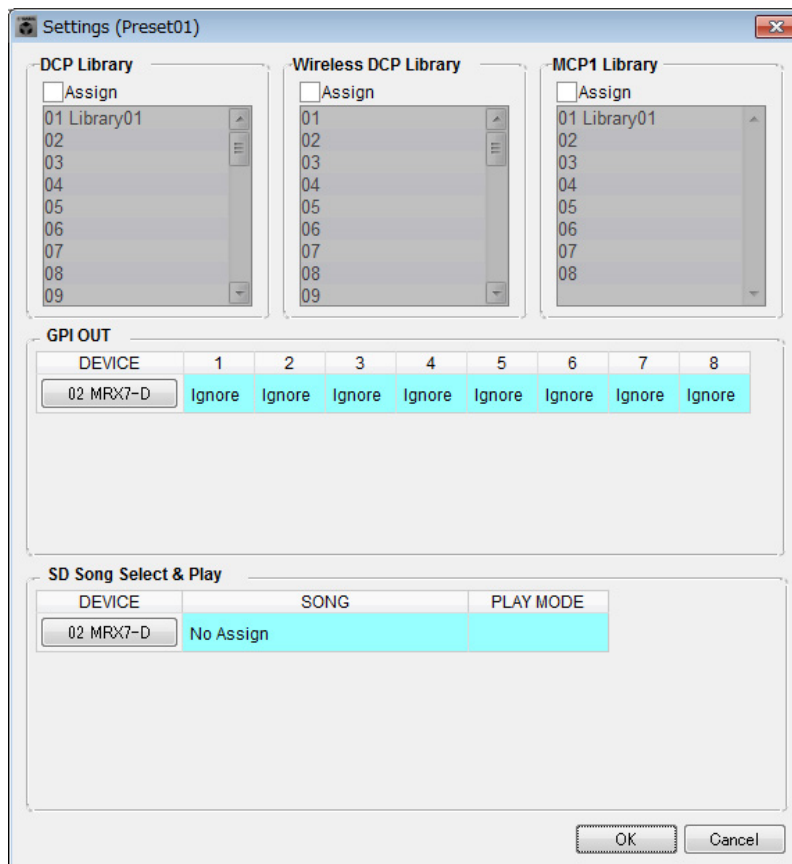 Settings (Preset01)
DCP Library
Assign
01 Library01
02
03
04
05
06
07
08
09
Wireless DCP Library
Assign
01
02
03
04
05
06
07
08
09
MCP1 Library
Assign
01 Library01
02
03
04
05
06
07
08
GPI OUT
DEVICE 1 2 3 4 5 6 7 8
02 MRX7-D Ignore Ignore Ignore Ignore Ignore Ignore Ignore Ignore
SD Song Select & Play
DEVICE SONG PLAY MODE
02 MRX7-D No Assign
OK Cancel